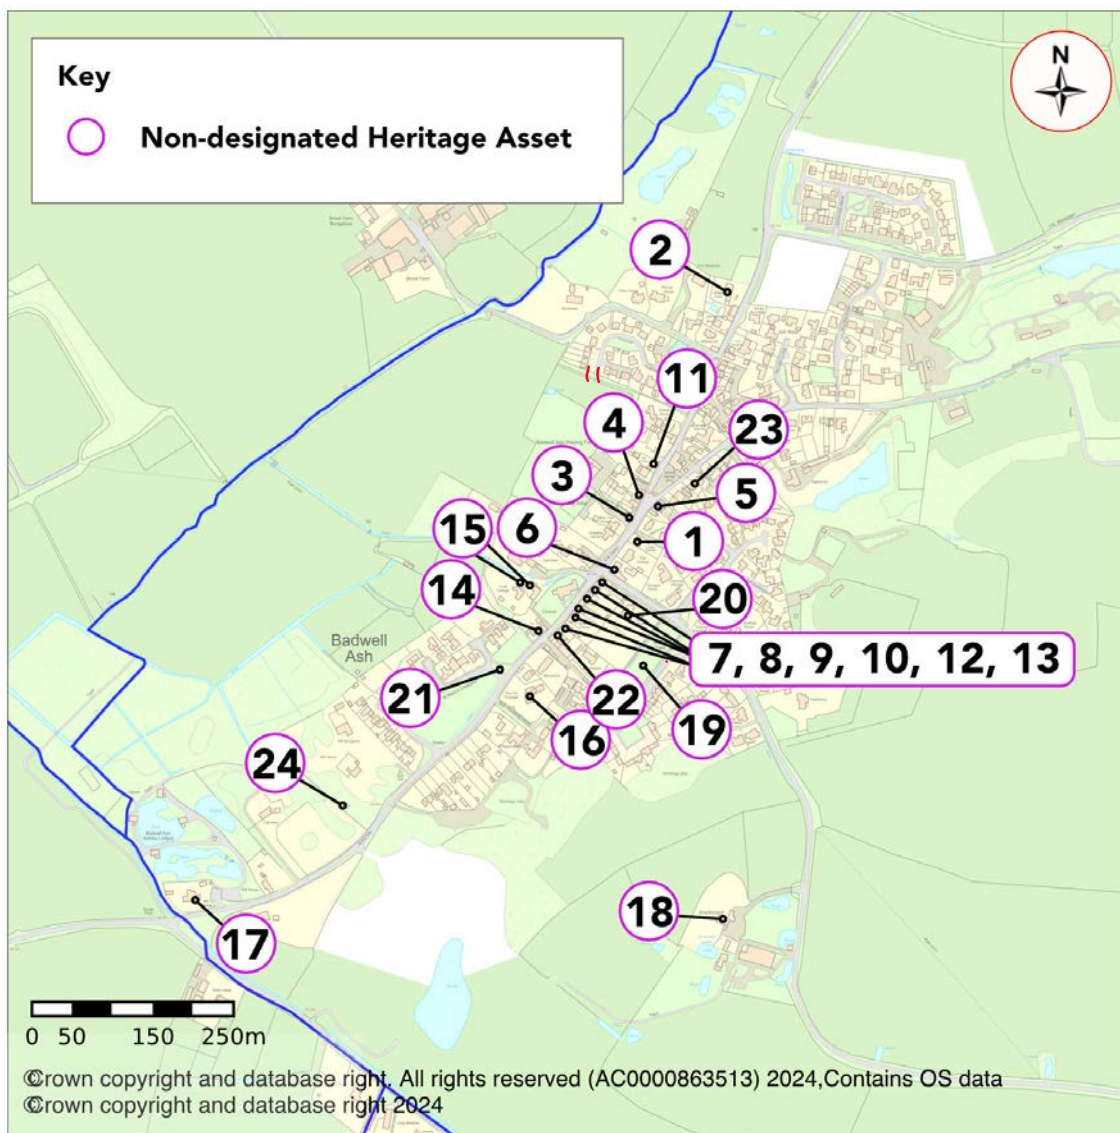 Key
N
Non-designated Heritage Asset
2
11
4
23
3
5
6
1
15
14
20
Badwell
Ash
7, 8, 9, 10, 12, 13
21
22
16
19
24
18
17
0 50 150 250m
©Crown copyright and database right. All rights reserved (AC0000863513) 2024,Contains OS data
©Crown copyright and database right 2024